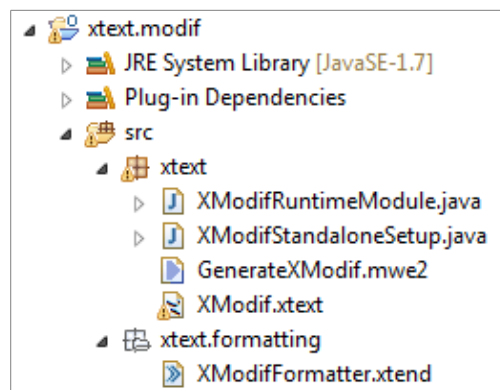 xtext.modif
JRE System Library [JavaSE-1.7]
Plug-in Dependencies
src
xtext
XModifRuntimeModule.java
XModifStandaloneSetup.java
GenerateXModif.mwe2
XModif.xtext
xtext.formatting
XModifFormatter.xtend